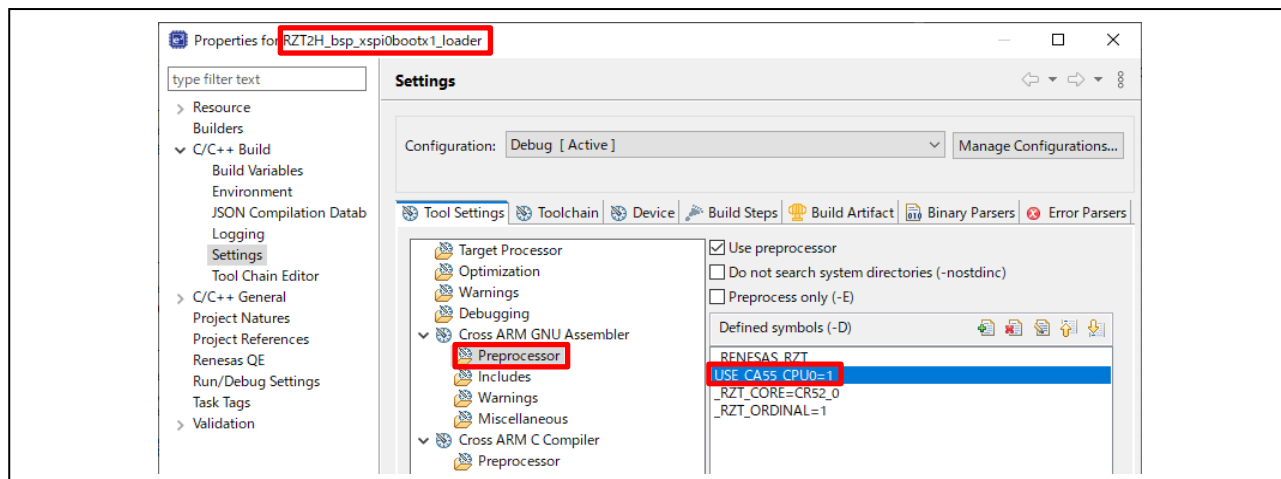 Properties for RZT2H_bsp_xspi0bootx1_loader
type filter text
Settings
Resource
Builders
C/C++ Build
Build Variables
Environment
JSON Compilation Datab
Logging
Settings
Tool Chain Editor
C/C++ General
Project Natures
Project References
Renesas QE
Run/Debug Settings
Task Tags
Validation
Configuration: Debug [ Active ]
Manage Configurations...
Tool Settings Toolchain Device Build Steps Build Artifact Binary Parsers Error Parsers
Target Processor
Optimization
Warnings
Debugging
Cross ARM GNU Assembler
Preprocessor
Includes
Warnings
Miscellaneous
Cross ARM C Compiler
Preprocessor
Use preprocessor
Do not search system directories (-nostdinc)
Preprocess only (-E)
Defined symbols (-D)
_RENESAS_RZT_
USE_CA55_CPU0=1
_RZT_CORE=CR52_0
_RZT_ORDINAL=1